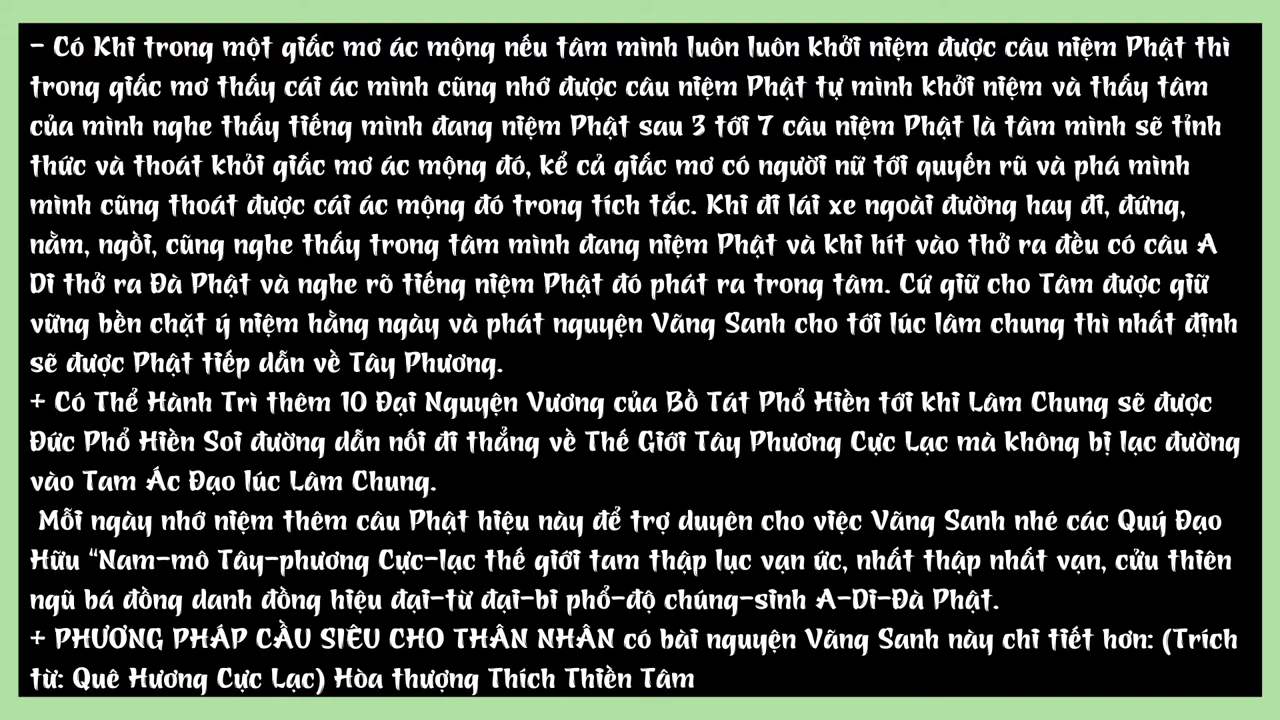 - Có Khi trong một giấc mơ ác mộng nếu tâm mình luôn luôn khởi niệm được câu niệm Phật thì
trong giấc mơ thấy cái ác mình cũng nhớ được câu niệm Phật tự mình khởi niệm và thấy tâm
của mình nghe thấy tiếng mình đang niệm Phật sau 3 tới 7 câu niệm Phật là tâm mình sẽ tỉnh
thức và thoát khỏi giấc mơ ác mộng đó, kể cả giấc mơ có người nữ tới quyến rũ và phá mình
mình cũng thoát được cái ác mộng đó trong tích tắc. Khi đi lái xe ngoài đường hay đi, đứng,
nằm, ngồi, cũng nghe thấy trong tâm mình đang niệm Phật và khi hít vào thở ra đều có câu A
Di thở ra Đà Phật và nghe rõ tiếng niệm Phật đó phát ra trong tâm. Cứ giữ cho Tâm được giữ
vững bền chặt ý niệm hằng ngày và phát nguyện Vãng Sanh cho tới lúc lâm chung thì nhất định
sẽ được Phật tiếp dẫn về Tây Phương.
+ Có Thể Hành Trì thêm 10 Đại Nguyện Vương của Bồ Tát Phổ Hiền tới khi Lâm Chung sẽ được
Đức Phổ Hiền Soi đường dẫn nối đi thẳng về Thế Giới Tây Phương Cực Lạc mà không bị lạc đường
vào Tam Ác Đạo lúc Lâm Chung.
Mỗi ngày nhớ niệm thêm câu Phật hiệu này để trợ duyên cho việc Vãng Sanh nhé các Quý Đạo
Hữu "Nam-mô Tây-phương Cực-lạc thế giới tam thập lục vạn ức, nhất thập nhất vạn, cửu thiên
ngũ bá đồng danh đồng hiệu đại-từ đại-bi phổ-độ chúng-sinh A-Di-Đà Phật.
+ PHƯƠNG PHÁP CẦU SIÊU CHO THÂN NHÂN có bài nguyện Vãng Sanh này chi tiết hơn: (Trích
từ: Quê Hương Cực Lạc) Hòa thượng Thích Thiền Tâm